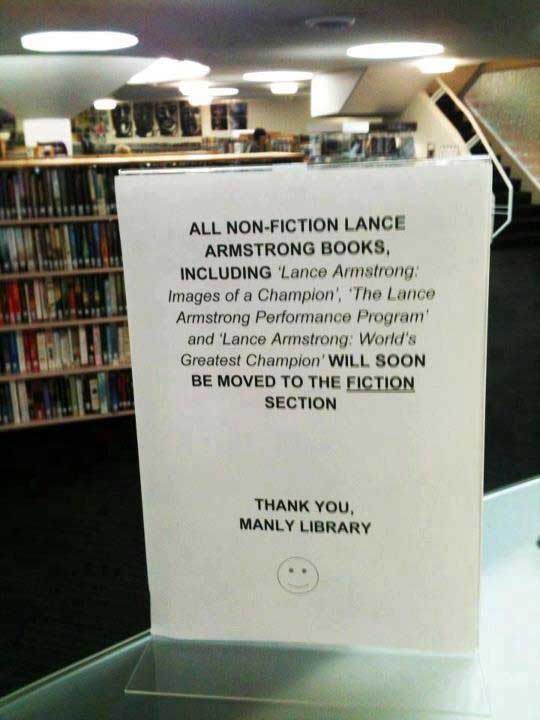 ALL NON-FICTION LANCE
ARMSTRONG BOOKS,
INCLUDING 'Lance Armstrong:
Images of a Champion', 'The Lance
Armstrong Performance Program'
and 'Lance Armstrong: World's
Greatest Champion' WILL SOON
BE MOVED TO THE FICTION
SECTION
THANK YOU,
MANLY LIBRARY